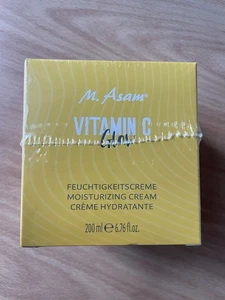 M. Asam®
VITAMIN C
Glow
FEUCHTIGKEITSCREME
MOISTURIZING CREAM
CRÈME HYDRATANTE
200 ml ℮ 6.76 fl.oz.